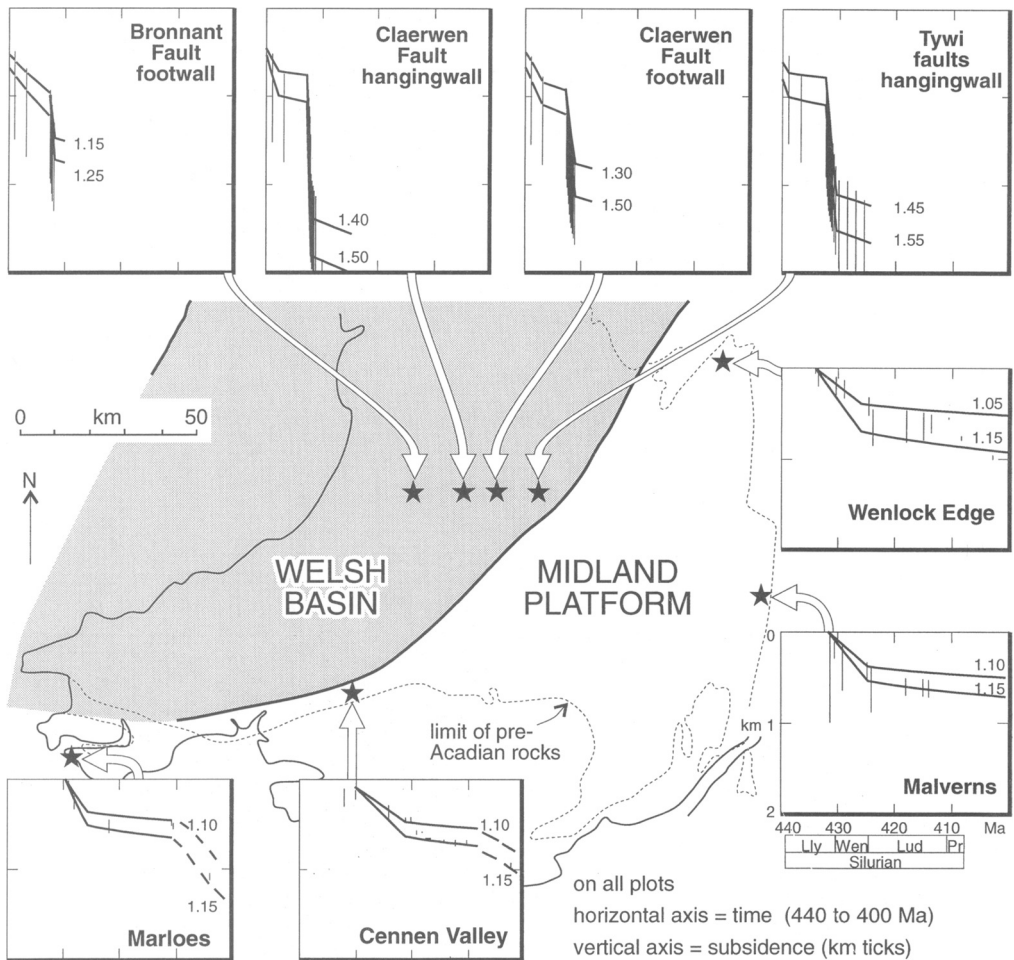 Bronnant
Fault
footwall
1.15
1.25
Claerwen
Fault
hangingwall
1.40
1.50
Claerwen
Fault
footwall
1.30
1.50
Tywi
faults
hangingwall
1.45
1.55
0 km 50
N
WELSH
BASIN
MIDLAND
PLATFORM
1.05
1.15
Wenlock Edge
0
1.10
1.15
km 1
Malverns
2
440 430 420 410 Ma
Lly Wen Lud Pr
Silurian
limit of pre-
Acadian rocks
1.10
1.15
Marloes
1.10
1.15
Cennen Valley
on all plots
horizontal axis = time (440 to 400 Ma)
vertical axis = subsidence (km ticks)